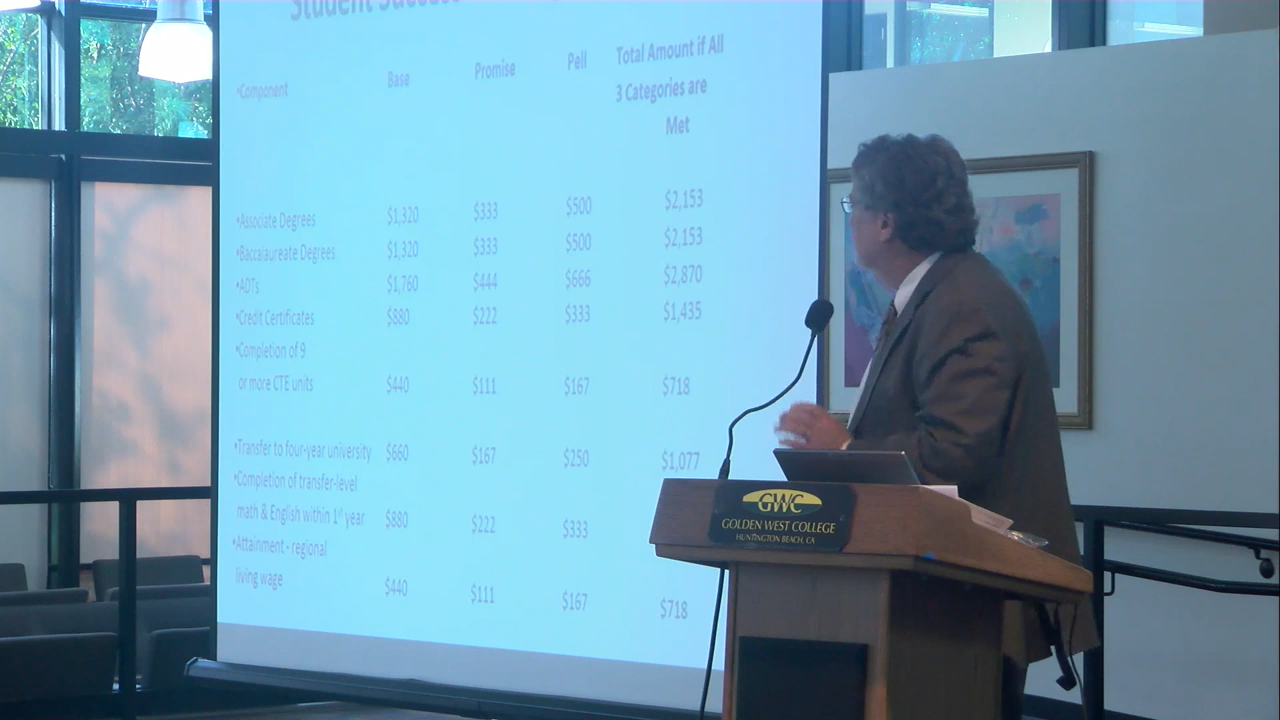 Student Success
•Component Base Promise Pell Total Amount if All
3 Categories are
Met
•Associate Degrees $1,320 $333 $500 $2,153
•Baccalaureate Degrees $1,320 $333 $500 $2,153
•ADTs $1,760 $444 $666 $2,870
•Credit Certificates $880 $222 $333 $1,435
•Completion of 9
or more CTE units $440 $111 $167 $718
•Transfer to four-year university $660 $167 $250 $1,077
•Completion of transfer-level
math & English within 1st year $880 $222 $333
•Attainment - regional
living wage $440 $111 $167 $718
GWC
GOLDEN WEST COLLEGE
HUNTINGTON BEACH, CA